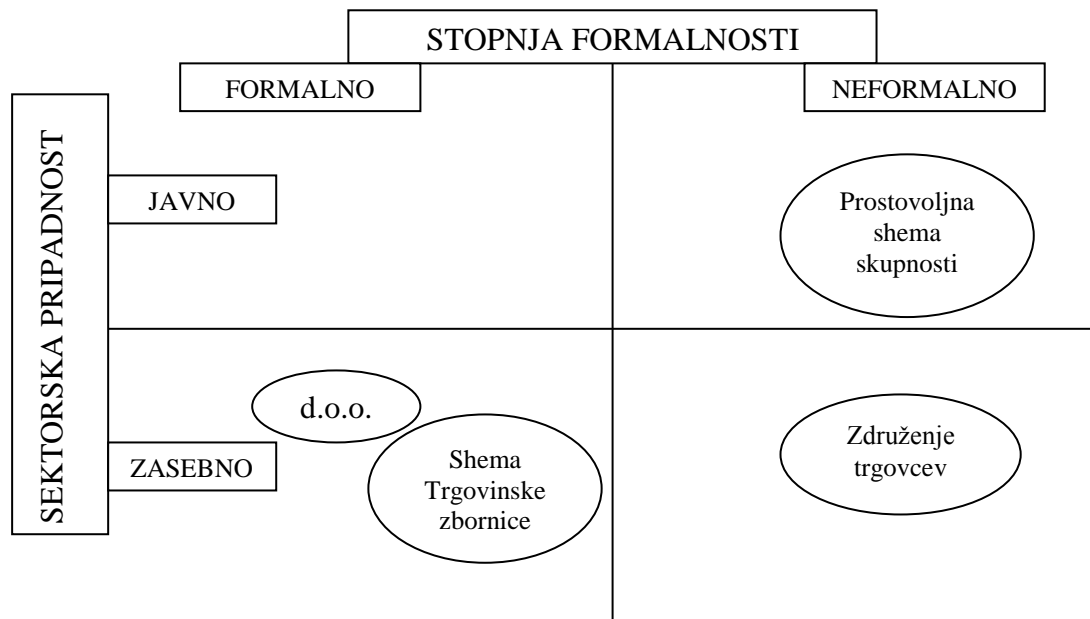 STOPNJA FORMALNOSTI
FORMALNO
NEFORMALNO
SEKTORSKA PRIPADNOST
JAVNO
Prostovoljna
shema
skupnosti
d.o.o.
ZASEBNO
Shema
Trgovinske
zbornice
Združenje
trgovcev